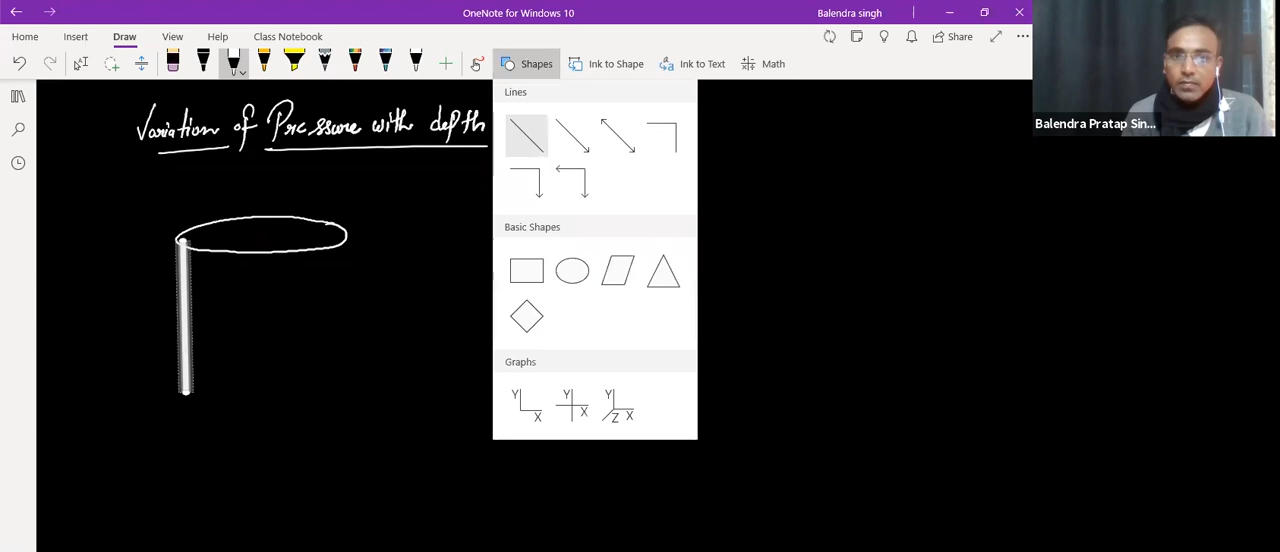 OneNote for Windows 10
Balendra singh
Home Insert Draw View Help Class Notebook
Share
Shapes Ink to Shape Ink to Text Math
Lines
Variation of Pressure with depth
Basic Shapes
Graphs
Y X Y X Y Z X
Balendra Pratap Sin...